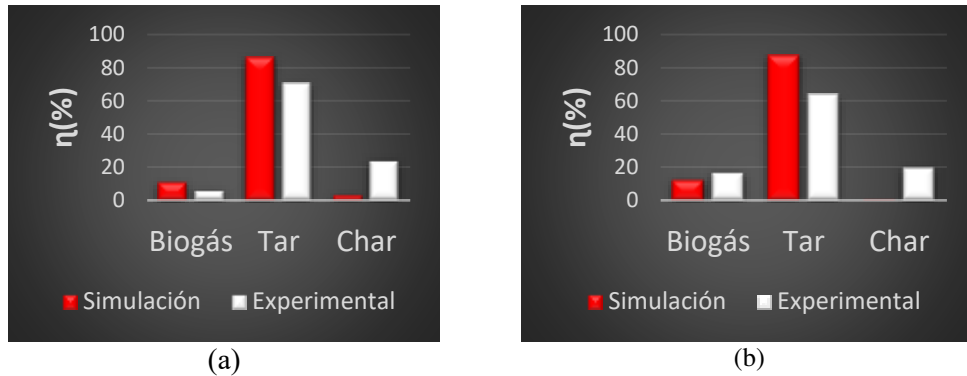 100
80
60
40
20
0
η(%)
Biogás Tar Char
Simulación Experimental
(a)
100
80
60
40
20
0
η(%)
Biogás Tar Char
Simulación Experimental
(b)